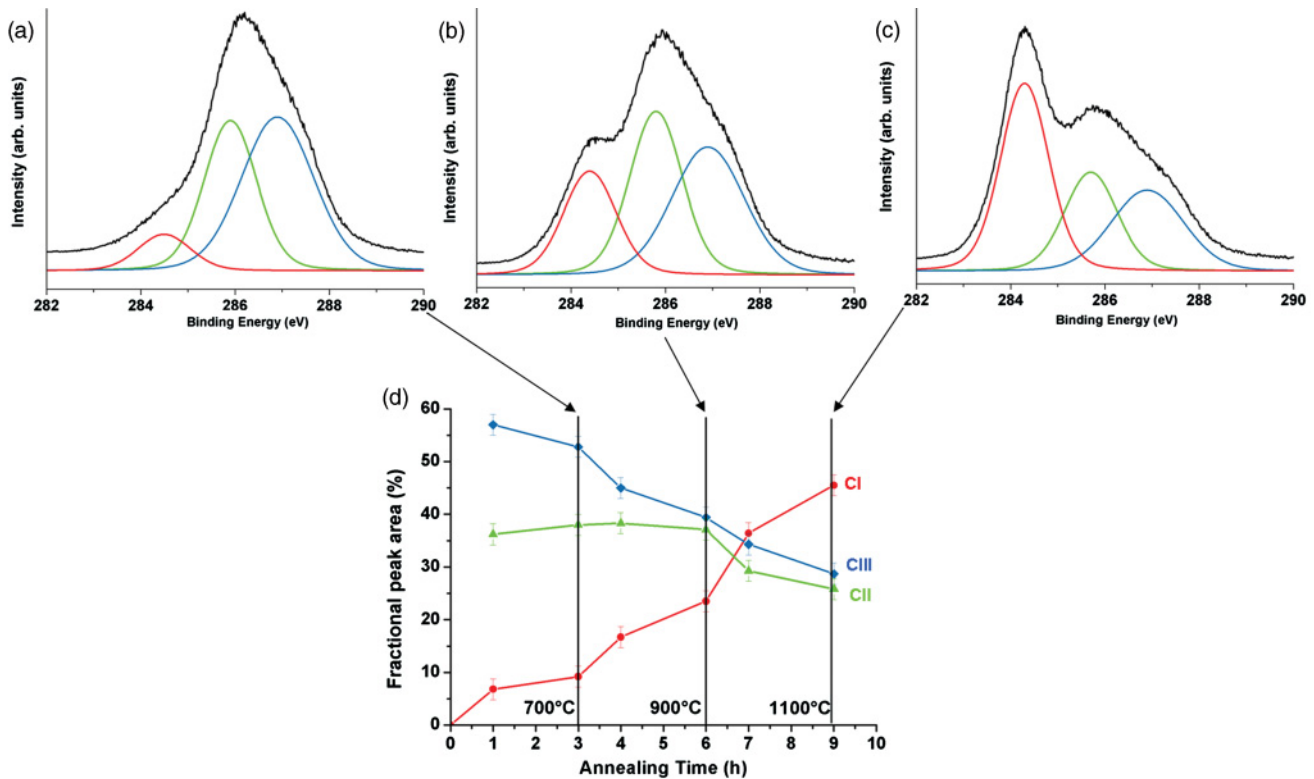 (a)
Intensity (arb. units)
282 284 286 288 290
Binding Energy (eV)
(b)
Intensity (arb. units)
282 284 286 288 290
Binding Energy (eV)
(c)
Intensity (arb. units)
282 284 286 288 290
Binding Energy (eV)
(d)
Fractional peak area (%)
60
50
40
30
20
10
0
CI
CIII
CII
700°C
900°C
1100°C
0 1 2 3 4 5 6 7 8 9 10
Annealing Time (h)